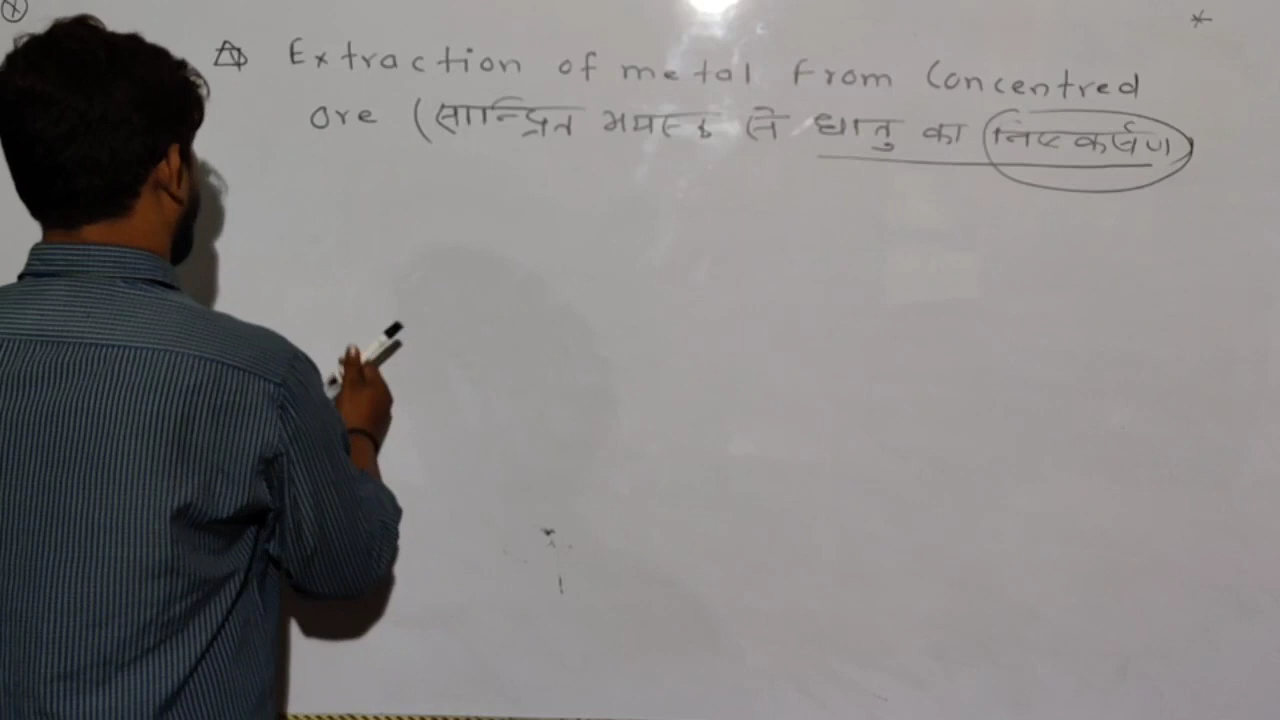 Extraction of metal From Concentred
ore (सान्द्रित अयस्क से धातु का निष्कर्षण)